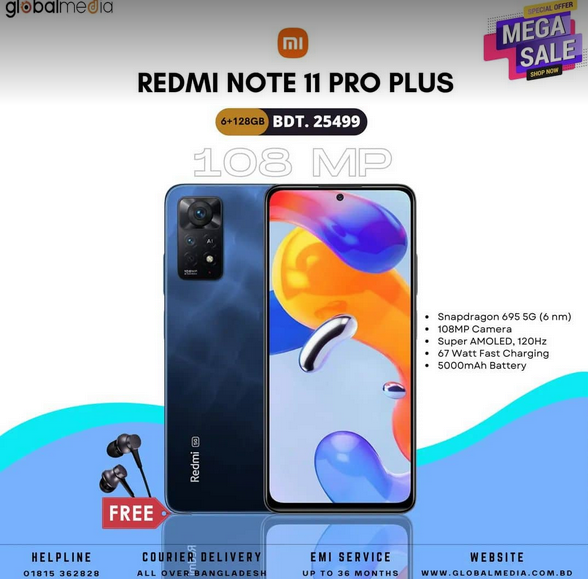 globalmedia
SPECIAL OFFER
MEGA
SALE
SHOP NOW
mi
REDMI NOTE 11 PRO PLUS
6+128GB BDT. 25499
108 MP
AI
• Snapdragon 695 5G (6 nm)
• 108MP Camera
• Super AMOLED, 120Hz
• 67 Watt Fast Charging
• 5000mAh Battery
Redmi 5G
FREE
HELPLINE
01815 362828
COURIER DELIVERY
ALL OVER BANGLADESH
EMI SERVICE
UP TO 36 MONTHS
WEBSITE
WWW.GLOBALMEDIA.COM.BD